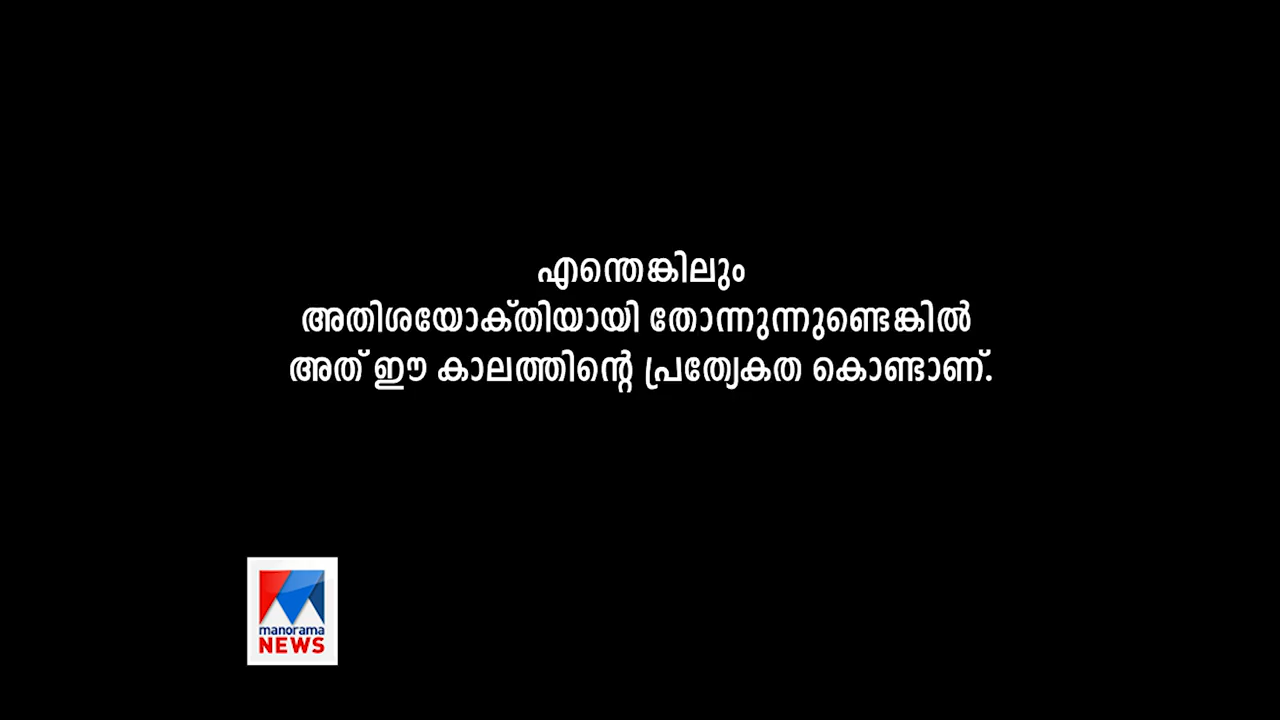 എന്തെങ്കിലും
അതിശയോക്തിയായി തോന്നുന്നുണ്ടെങ്കിൽ
അത് ഈ കാലത്തിന്റെ പ്രത്യേകത കൊണ്ടാണ്.
manorama
NEWS